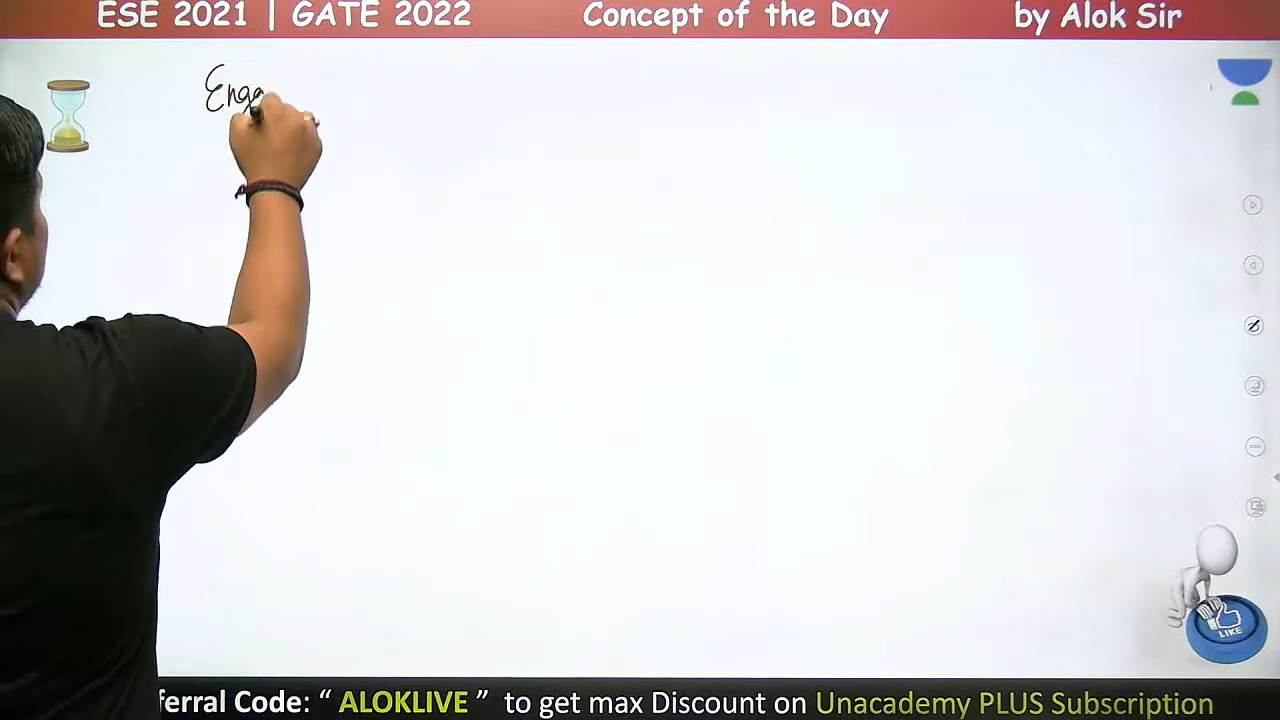 ESE 2021 | GATE 2022 Concept of the Day by Alok Sir
Enga
LIKE
ferral Code: “ ALOKLIVE ” to get max Discount on Unacademy PLUS Subscription